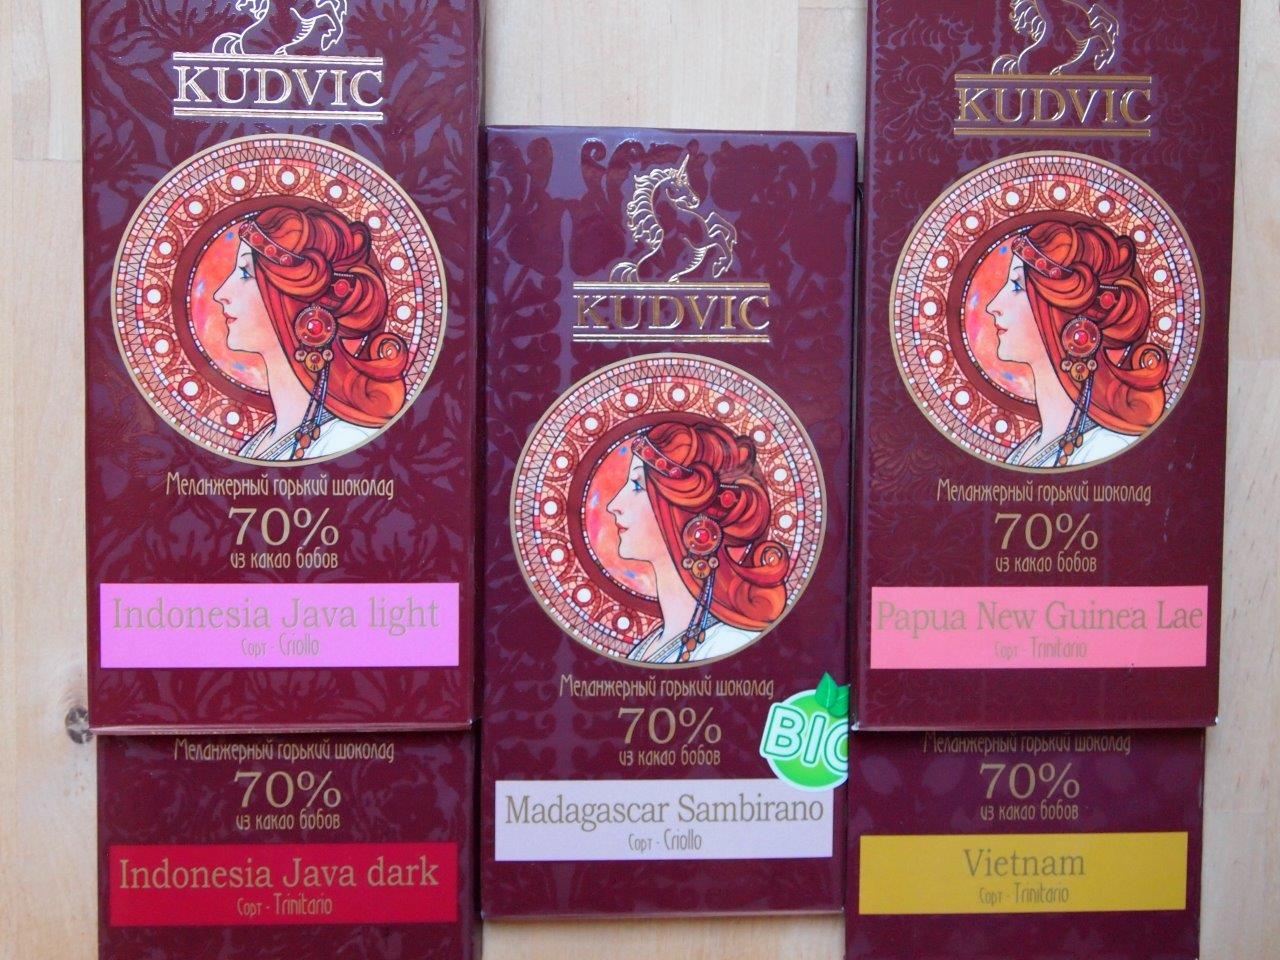 KUDVIC
Меланжерный горький шоколад
70%
из какао бобов
Indonesia Java light
Сорт - Criollo
KUDVIC
Меланжерный горький шоколад
70%
из какао бобов
Madagascar Sambirano
Сорт - Criollo
BIO
KUDVIC
Меланжерный горький шоколад
70%
из какао бобов
Papua New Guinea Lae
Сорт - Trinitario
Меланжерный горький шоколад
70%
из какао бобов
Indonesia Java dark
Сорт - Trinitario
Меланжерный горький шоколад
70%
из какао бобов
Vietnam
Сорт - Trinitario